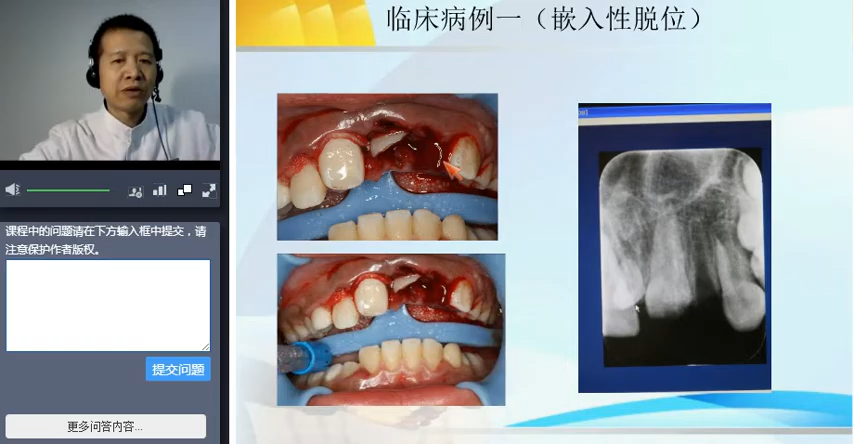 临床病例一（嵌入性脱位）
课程中的问题请在下方输入框中提交，请
注意保护作者版权。
提交问题
更多问答内容...